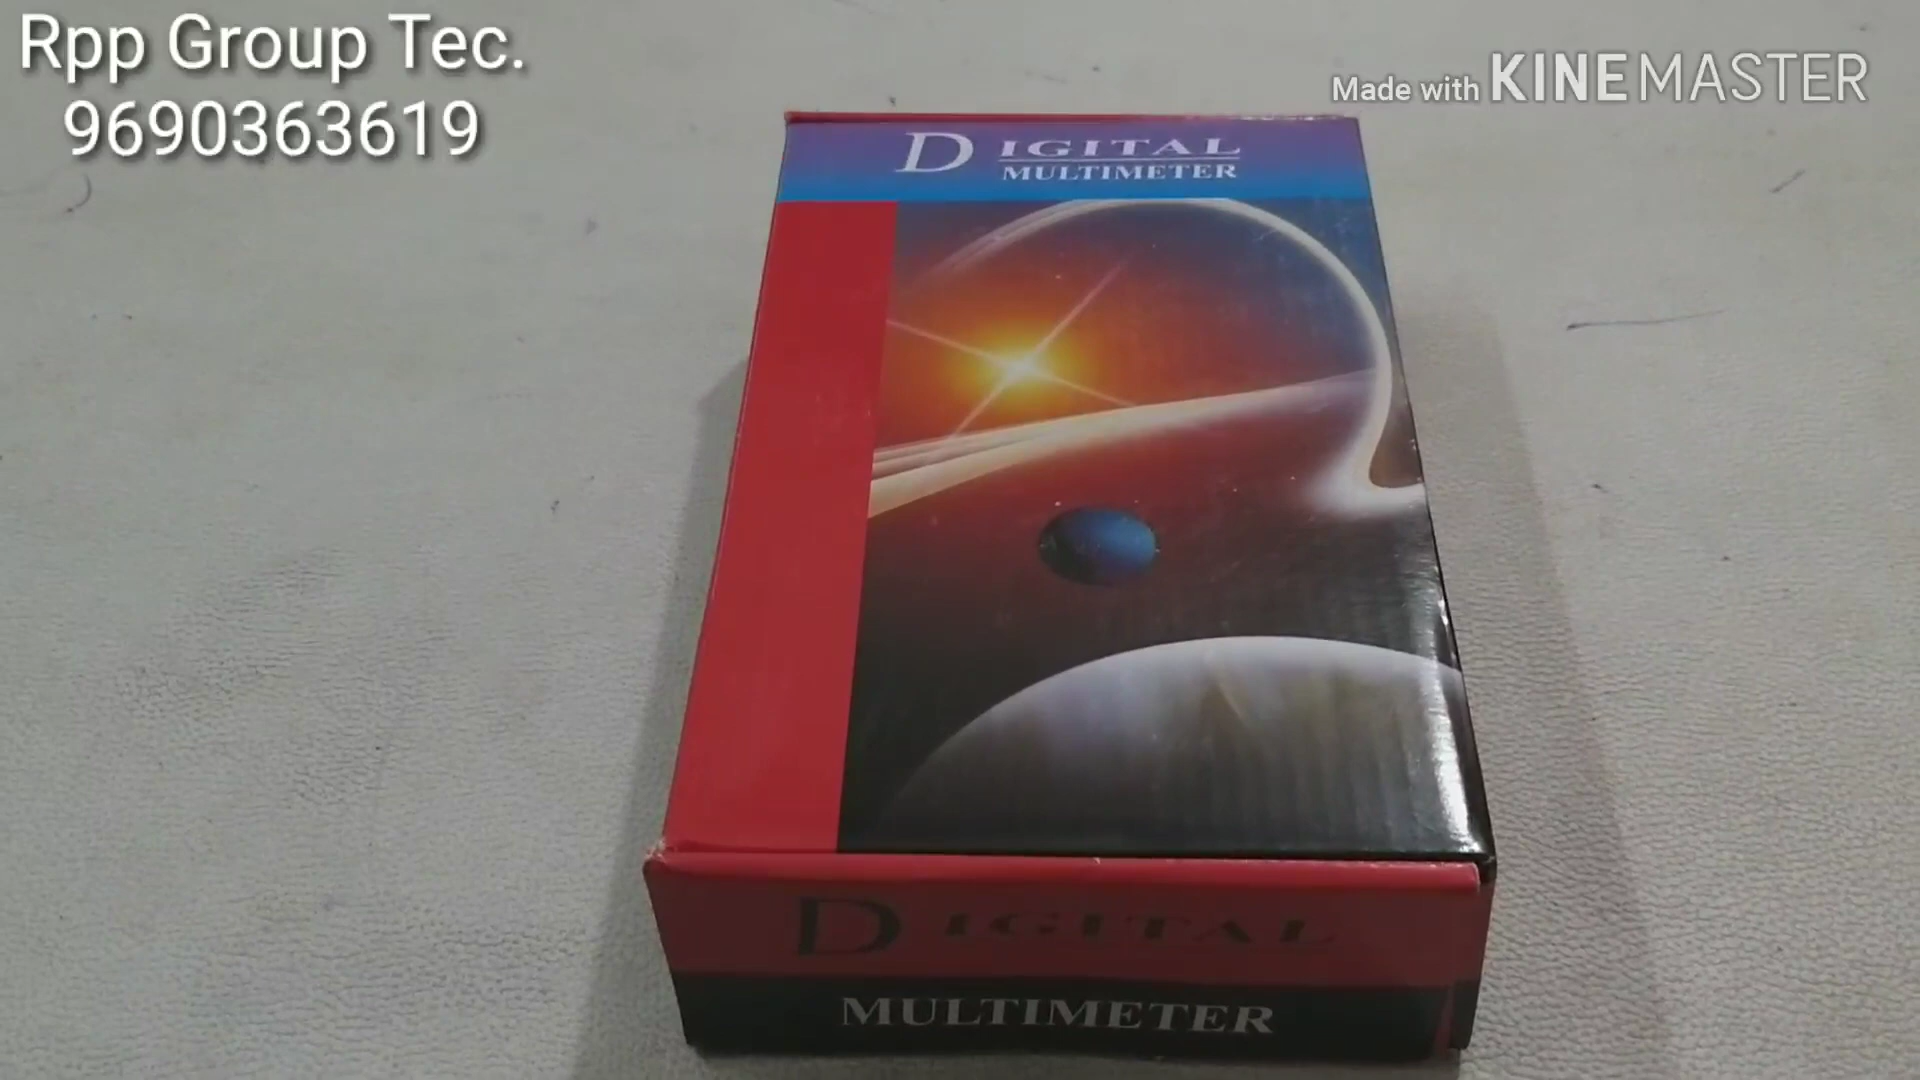 Rpp Group Tec.
9690363619
Made with KINEMASTER
DIGITAL
MULTIMETER
DIGITAL
MULTIMETER